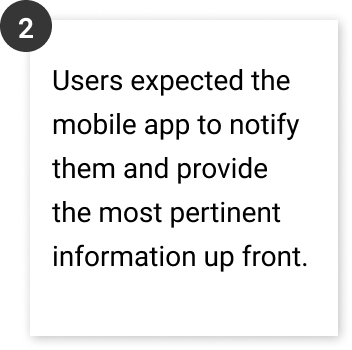 2
Users expected the
mobile app to notify
them and provide
the most pertinent
information up front.